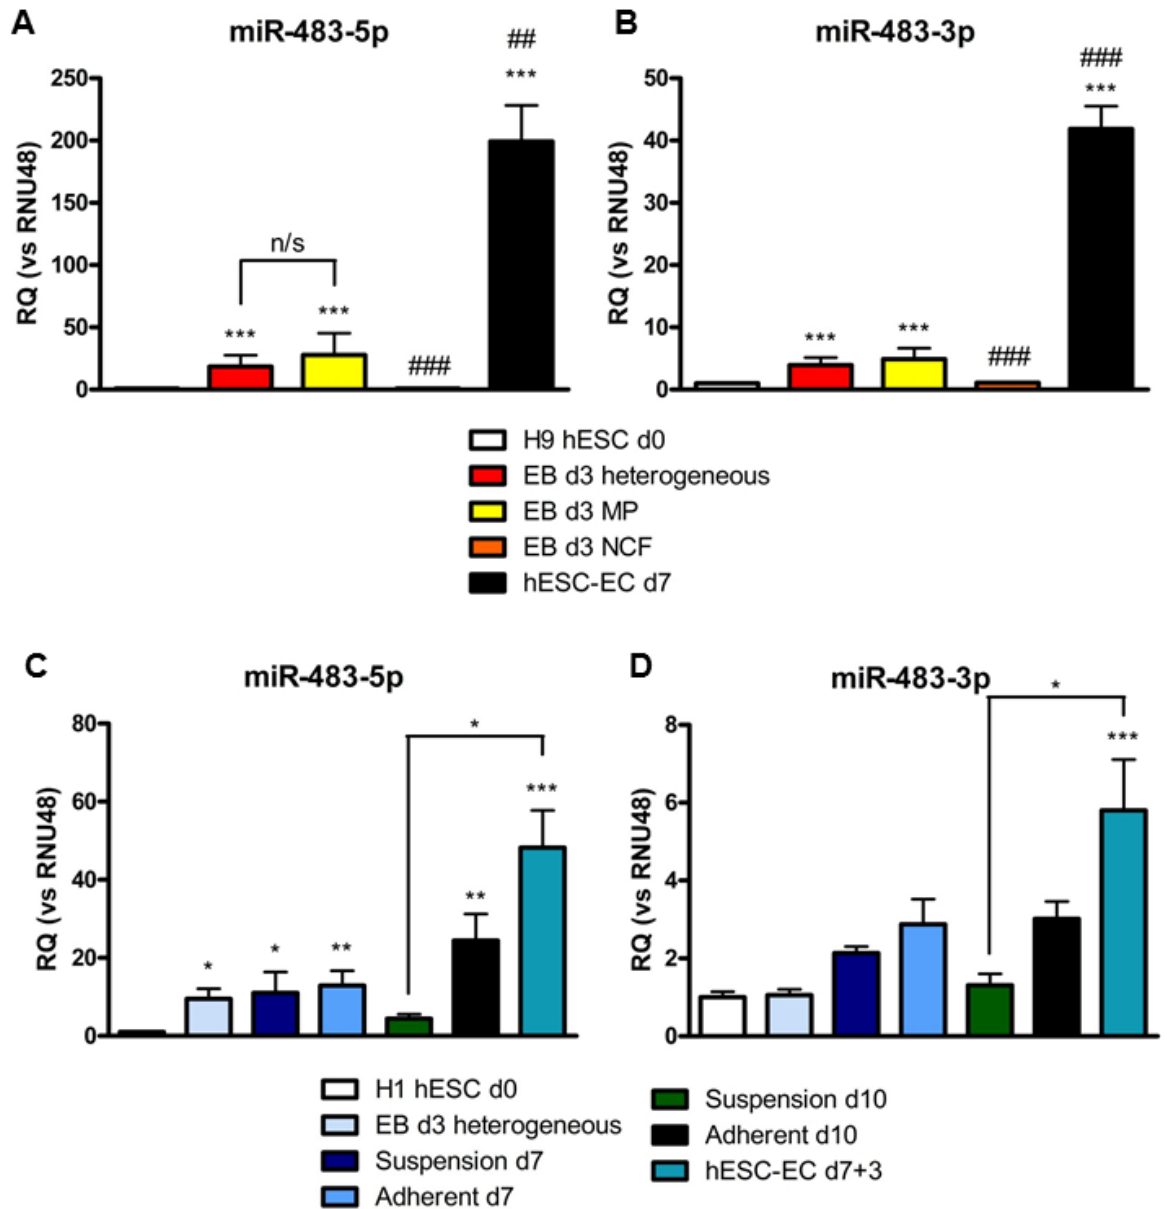 A
miR-483-5p
##
***
RQ (vs RNU48)
250
200
150
100
50
0
n/s
***
***
###
B
miR-483-3p
###
***
RQ (vs RNU48)
50
40
30
20
10
0
***
***
###
H9 hESC d0
EB d3 heterogeneous
EB d3 MP
EB d3 NCF
hESC-EC d7
C
miR-483-5p
RQ (vs RNU48)
80
60
40
20
0
*
***
**
*
*
**
D
miR-483-3p
RQ (vs RNU48)
8
6
4
2
0
*
***
H1 hESC d0
EB d3 heterogeneous
Suspension d7
Adherent d7
Suspension d10
Adherent d10
hESC-EC d7+3